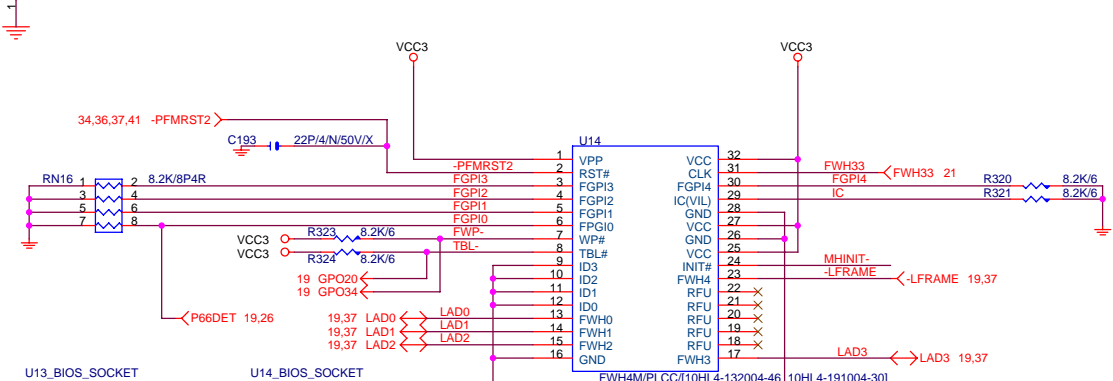 1
VCC3 VCC3
34,36,37,41 -PFMRST2
C193 22P/4/N/50V/X
U14
1 VPP VCC 32
-PFMRST2 2 RST# CLK 31 FWH33 FWH33 21
RN16 1 2 8.2K/8P4R FGPI3 3 FGPI3 FGPI4 30 FGPI4 R320 8.2K/6
3 4 FGPI2 4 FGPI2 IC(VIL) 29 IC R321 8.2K/6
5 6 FGPI1 5 FGPI1 GND 28
7 8 FGPI0 6 FPGI0 VCC 27
VCC3 R323 8.2K/6 FWP- 7 WP# GND 26
VCC3 R324 8.2K/6 TBL- 8 TBL# VCC 25
9 ID3 INIT# 24 MHINIT-
19 GPO20 10 ID2 FWH4 23 -LFRAME -LFRAME 19,37
19 GPO34 11 ID1 RFU 22
12 ID0 RFU 21
P66DET 19,26 19,37 LAD0 LAD0 13 FWH0 RFU 20
19,37 LAD1 LAD1 14 FWH1 RFU 19
19,37 LAD2 LAD2 15 FWH2 RFU 18
16 GND FWH3 17 LAD3 LAD3 19,37
U13_BIOS_SOCKET U14_BIOS_SOCKET FWH4M/PLCC/[10HL4-132004-46 10HL4-191004-30]